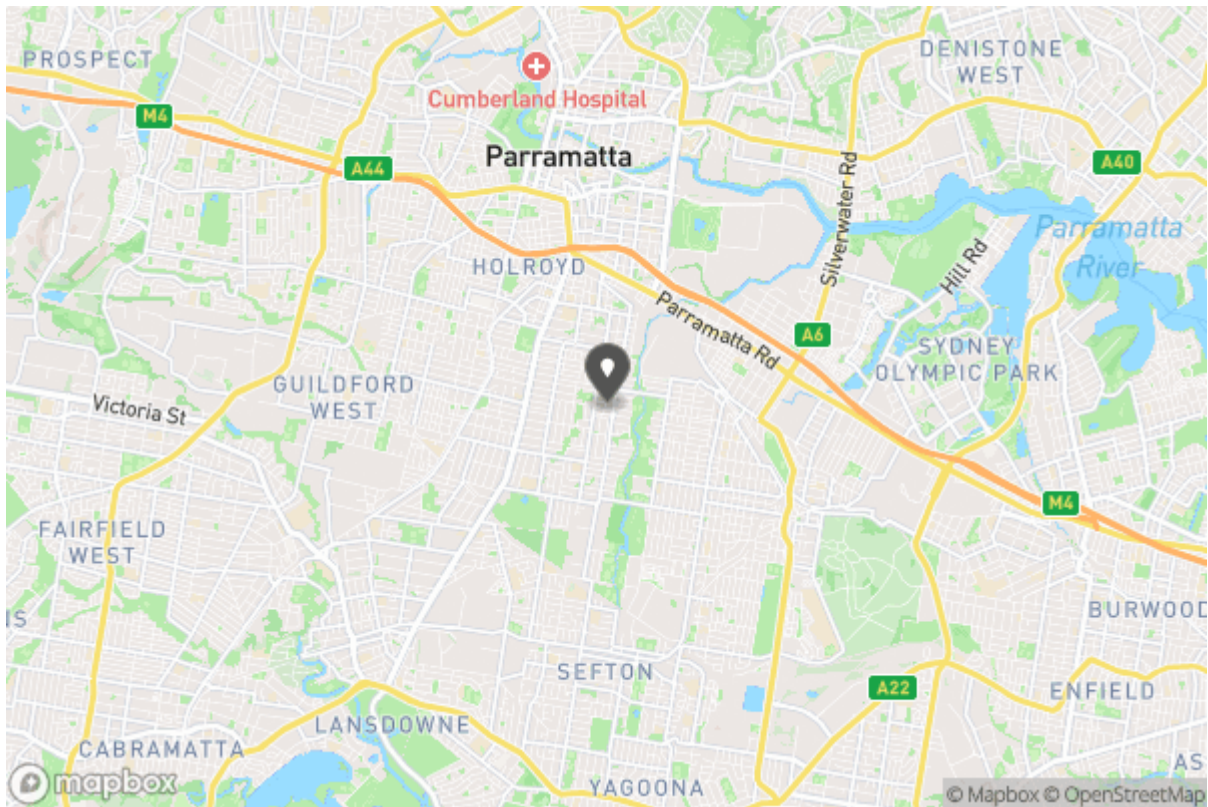 PROSPECT
DENISTONE
WEST
Cumberland Hospital
M4
Parramatta
A44
A40
Silverwater Rd
Parramatta
River
Hill Rd
HOLROYD
Parramatta Rd
A6
SYDNEY
OLYMPIC PARK
GUILDFORD
WEST
Victoria St
M4
FAIRFIELD
WEST
BURWOOD
NS
SEFTON
A22
ENFIELD
LANSDOWNE
CABRAMATTA
AS
mapbox
YAGOONA
© Mapbox © OpenStreetMap